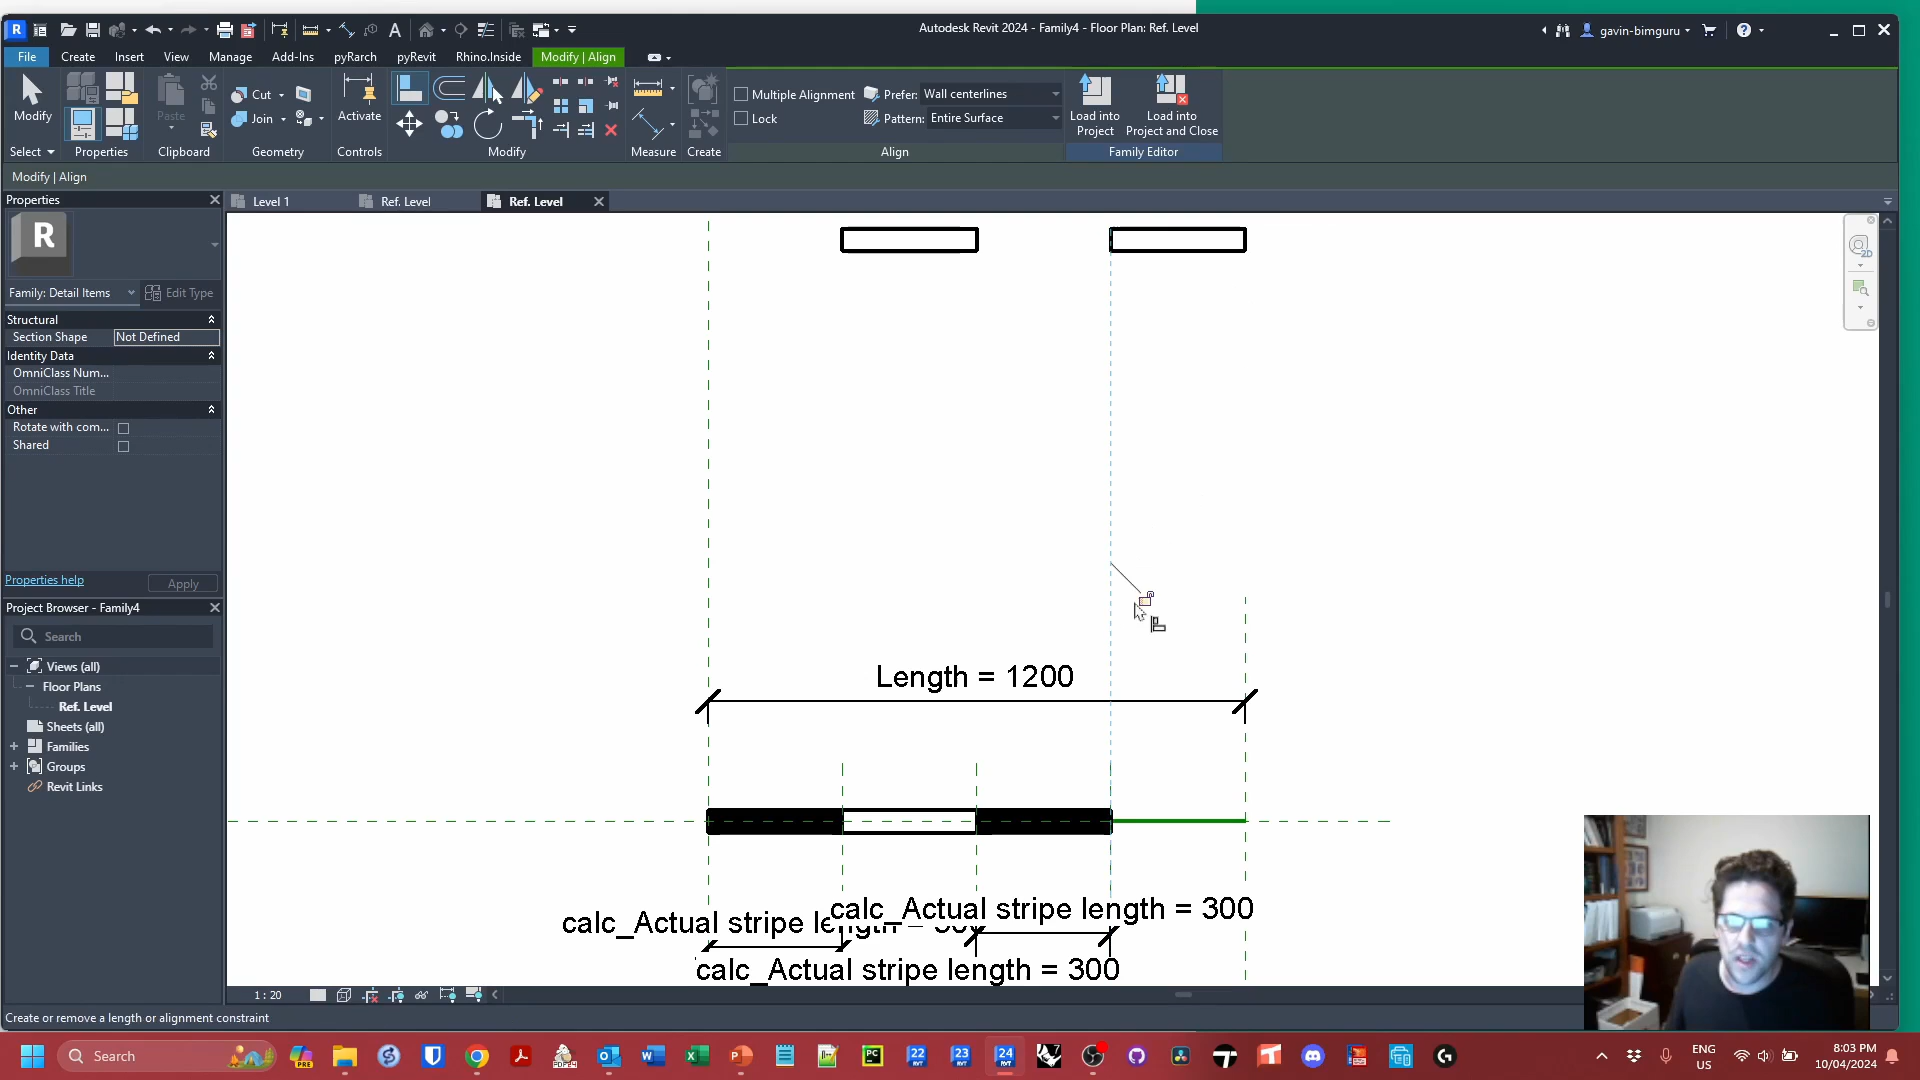 Autodesk Revit 2024 - Family4 - Floor Plan: Ref. Level
gavin-bimguru
File Create Insert View Manage Add-Ins pyRarch pyRevit Rhino.Inside Modify | Align
Modify
Paste
Cut
Join
Activate
Multiple Alignment
Lock
Prefer: Wall centerlines
Pattern: Entire Surface
Load into
Project
Load into
Project and Close
Select Properties Clipboard Geometry Controls Modify Measure Create Align Family Editor
Modify | Align
Properties
Level 1
Ref. Level
Ref. Level
R
Family: Detail Items
Edit Type
Structural
Section Shape Not Defined
Identity Data
OmniClass Num...
OmniClass Title
Other
Rotate with com...
Shared
Properties help
Apply
Project Browser - Family4
Search
Views (all)
Floor Plans
Ref. Level
Sheets (all)
Families
Groups
Revit Links
2D
Length = 1200
calc_Actual stripe
calc_Actual stripe length = 300
calc_Actual stripe length = 300
1 : 20
Create or remove a length or alignment constraint
Search
ENG
US
8:03 PM
10/04/2024